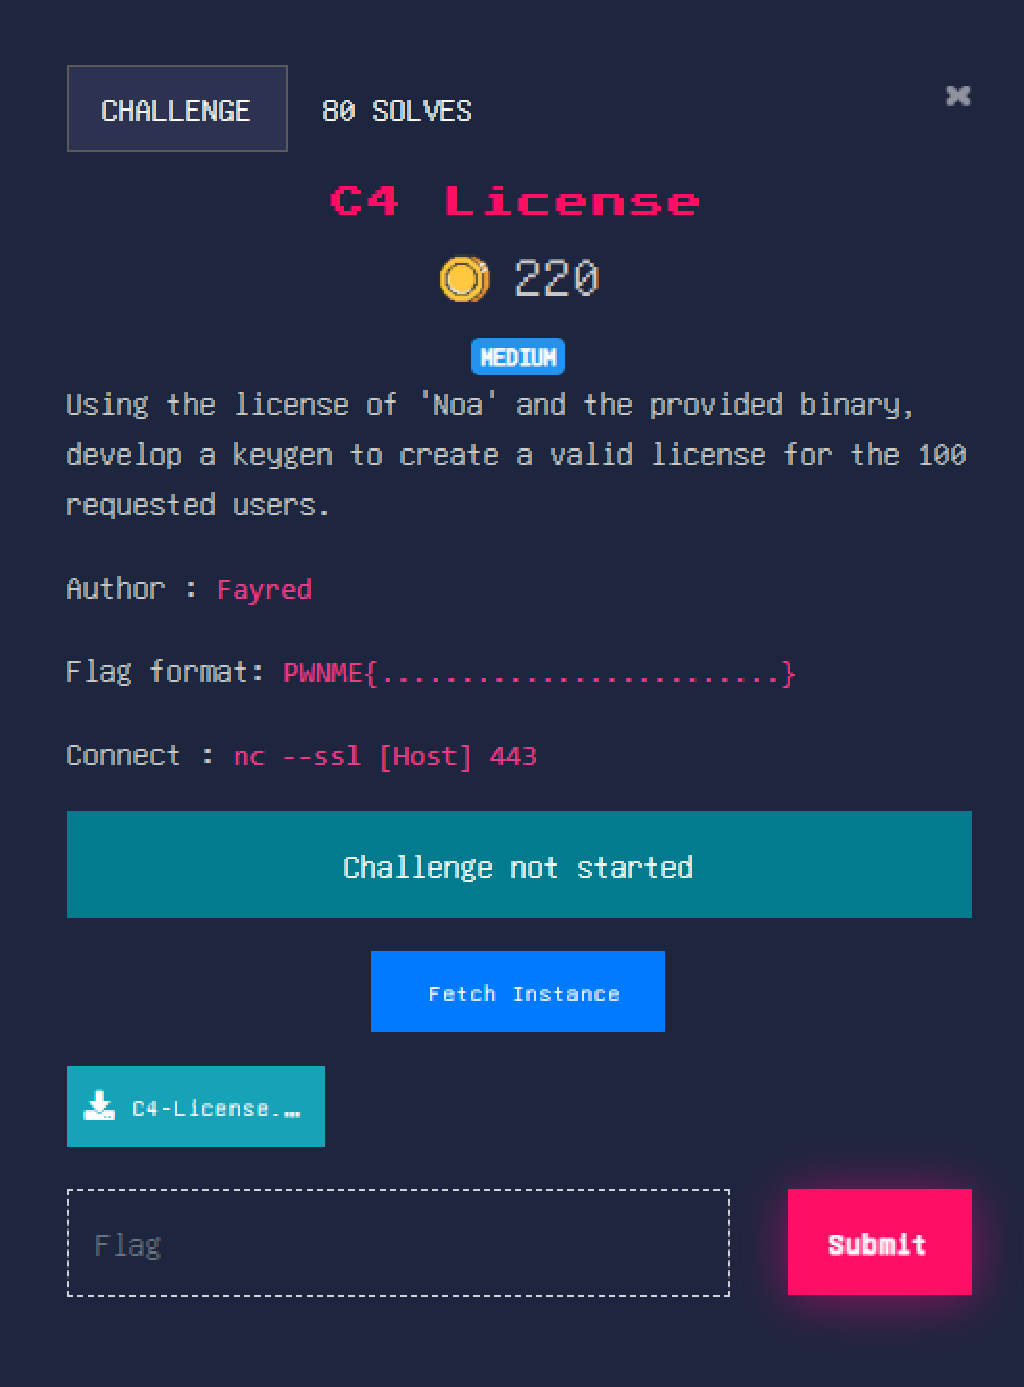 CHALLENGE
80 SOLVES
C4 License
220
MEDIUM
Using the license of 'Noa' and the provided binary,
develop a keygen to create a valid license for the 100
requested users.
Author : Fayred
Flag format: PWNME{.........................}
Connect : nc --ssl [Host] 443
Challenge not started
Fetch Instance
C4-License.…
Flag
Submit